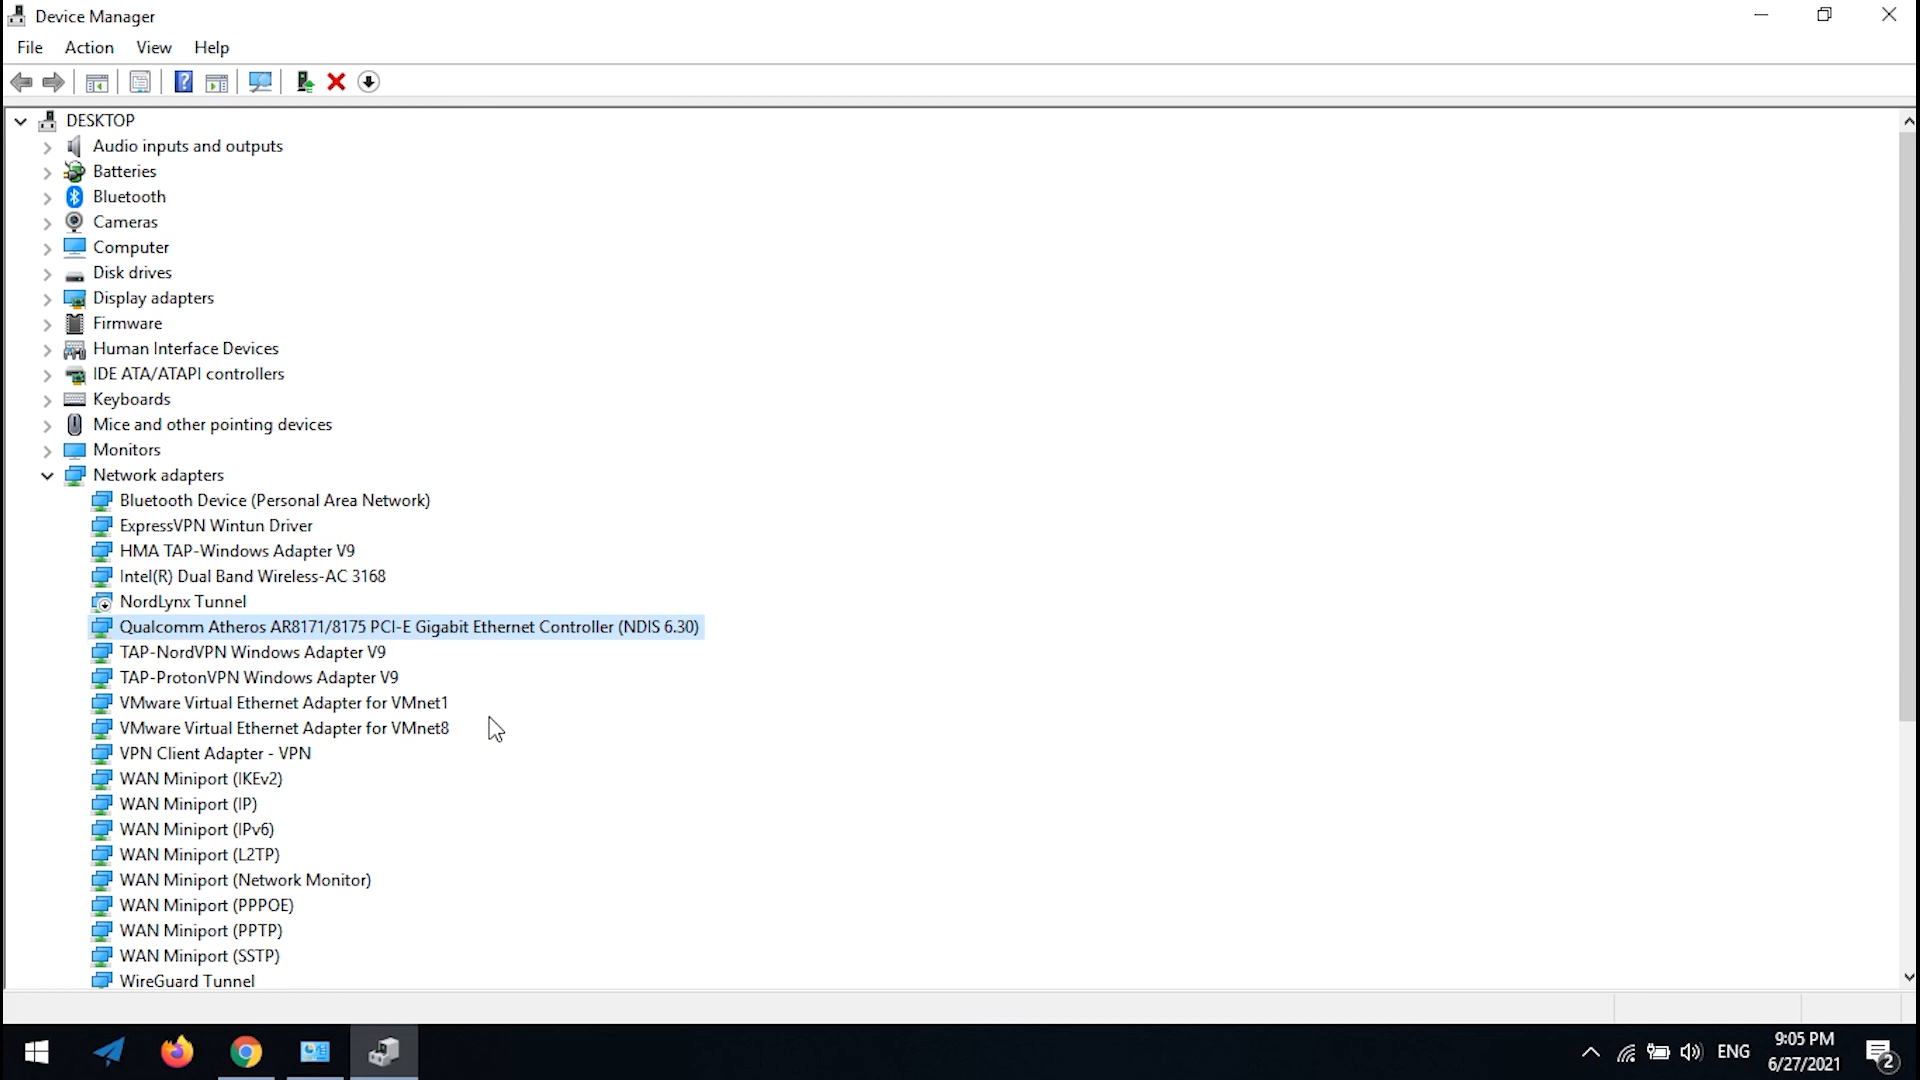 Device Manager
File Action View Help
DESKTOP
Audio inputs and outputs
Batteries
Bluetooth
Cameras
Computer
Disk drives
Display adapters
Firmware
Human Interface Devices
IDE ATA/ATAPI controllers
Keyboards
Mice and other pointing devices
Monitors
Network adapters
Bluetooth Device (Personal Area Network)
ExpressVPN Wintun Driver
HMA TAP-Windows Adapter V9
Intel(R) Dual Band Wireless-AC 3168
NordLynx Tunnel
Qualcomm Atheros AR8171/8175 PCI-E Gigabit Ethernet Controller (NDIS 6.30)
TAP-NordVPN Windows Adapter V9
TAP-ProtonVPN Windows Adapter V9
VMware Virtual Ethernet Adapter for VMnet1
VMware Virtual Ethernet Adapter for VMnet8
VPN Client Adapter - VPN
WAN Miniport (IKEv2)
WAN Miniport (IP)
WAN Miniport (IPv6)
WAN Miniport (L2TP)
WAN Miniport (Network Monitor)
WAN Miniport (PPPOE)
WAN Miniport (PPTP)
WAN Miniport (SSTP)
WireGuard Tunnel
ENG
9:05 PM
6/27/2021
2